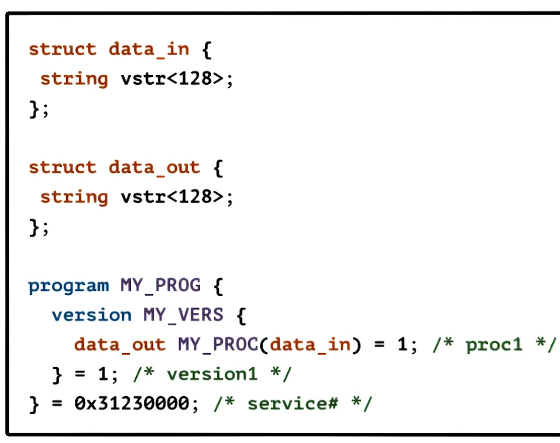 struct data_in {
 string vstr<128>;
};

struct data_out {
 string vstr<128>;
};

program MY_PROG {
  version MY_VERS {
    data_out MY_PROC(data_in) = 1; /* proc1 */
  } = 1; /* version1 */
} = 0x31230000; /* service# */